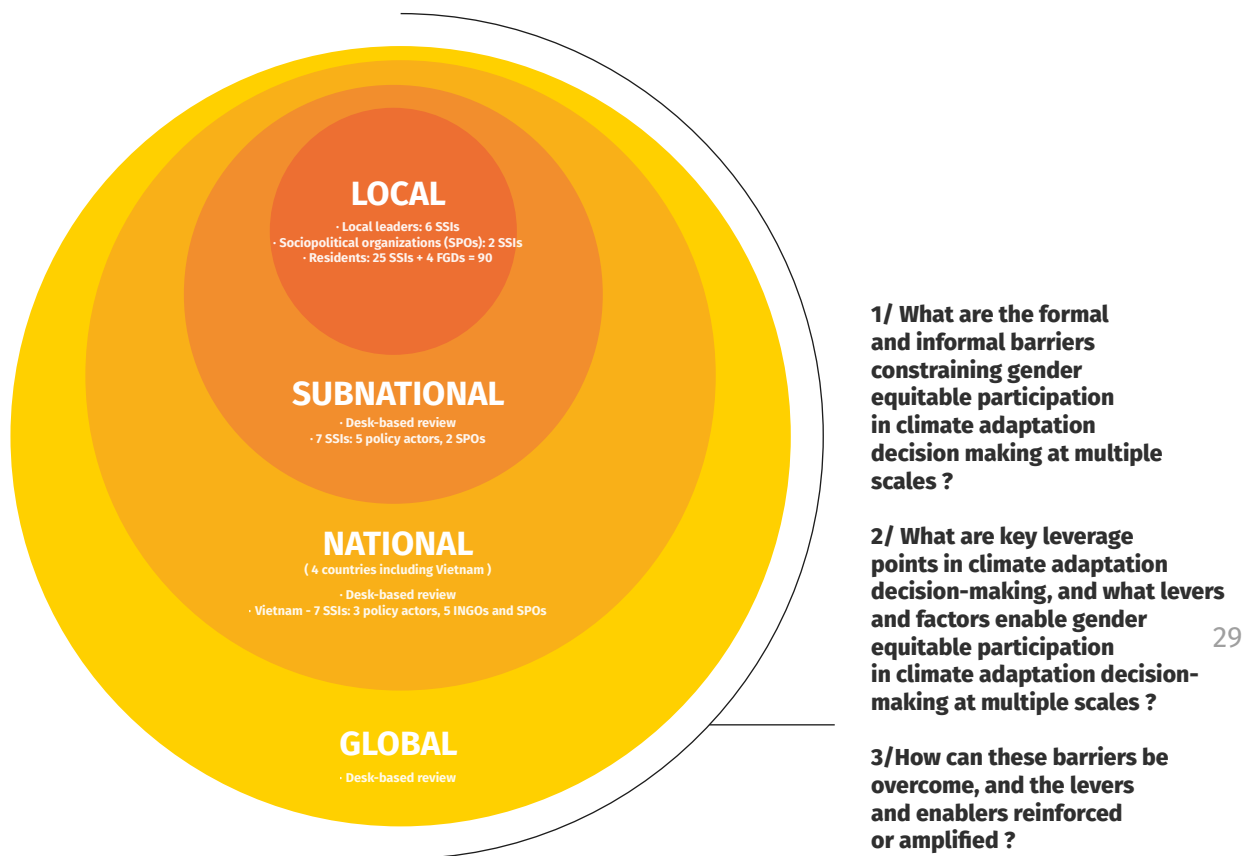 LOCAL
· Local leaders: 6 SSIs
· Sociopolitical organizations (SPOs): 2 SSIs
· Residents: 25 SSIs + 4 FGDs = 90
SUBNATIONAL
· Desk-based review
· 7 SSIs: 5 policy actors, 2 SPOs
NATIONAL
( 4 countries including Vietnam )
· Desk-based review
· Vietnam - 7 SSIs: 3 policy actors, 5 INGOs and SPOs
GLOBAL
· Desk-based review
1/ What are the formal
and informal barriers
constraining gender
equitable participation
in climate adaptation
decision making at multiple
scales ?
2/ What are key leverage
points in climate adaptation
decision-making, and what levers
and factors enable gender
equitable participation
in climate adaptation decision-
making at multiple scales ?
3/How can these barriers be
overcome, and the levers
and enablers reinforced
or amplified ?
29